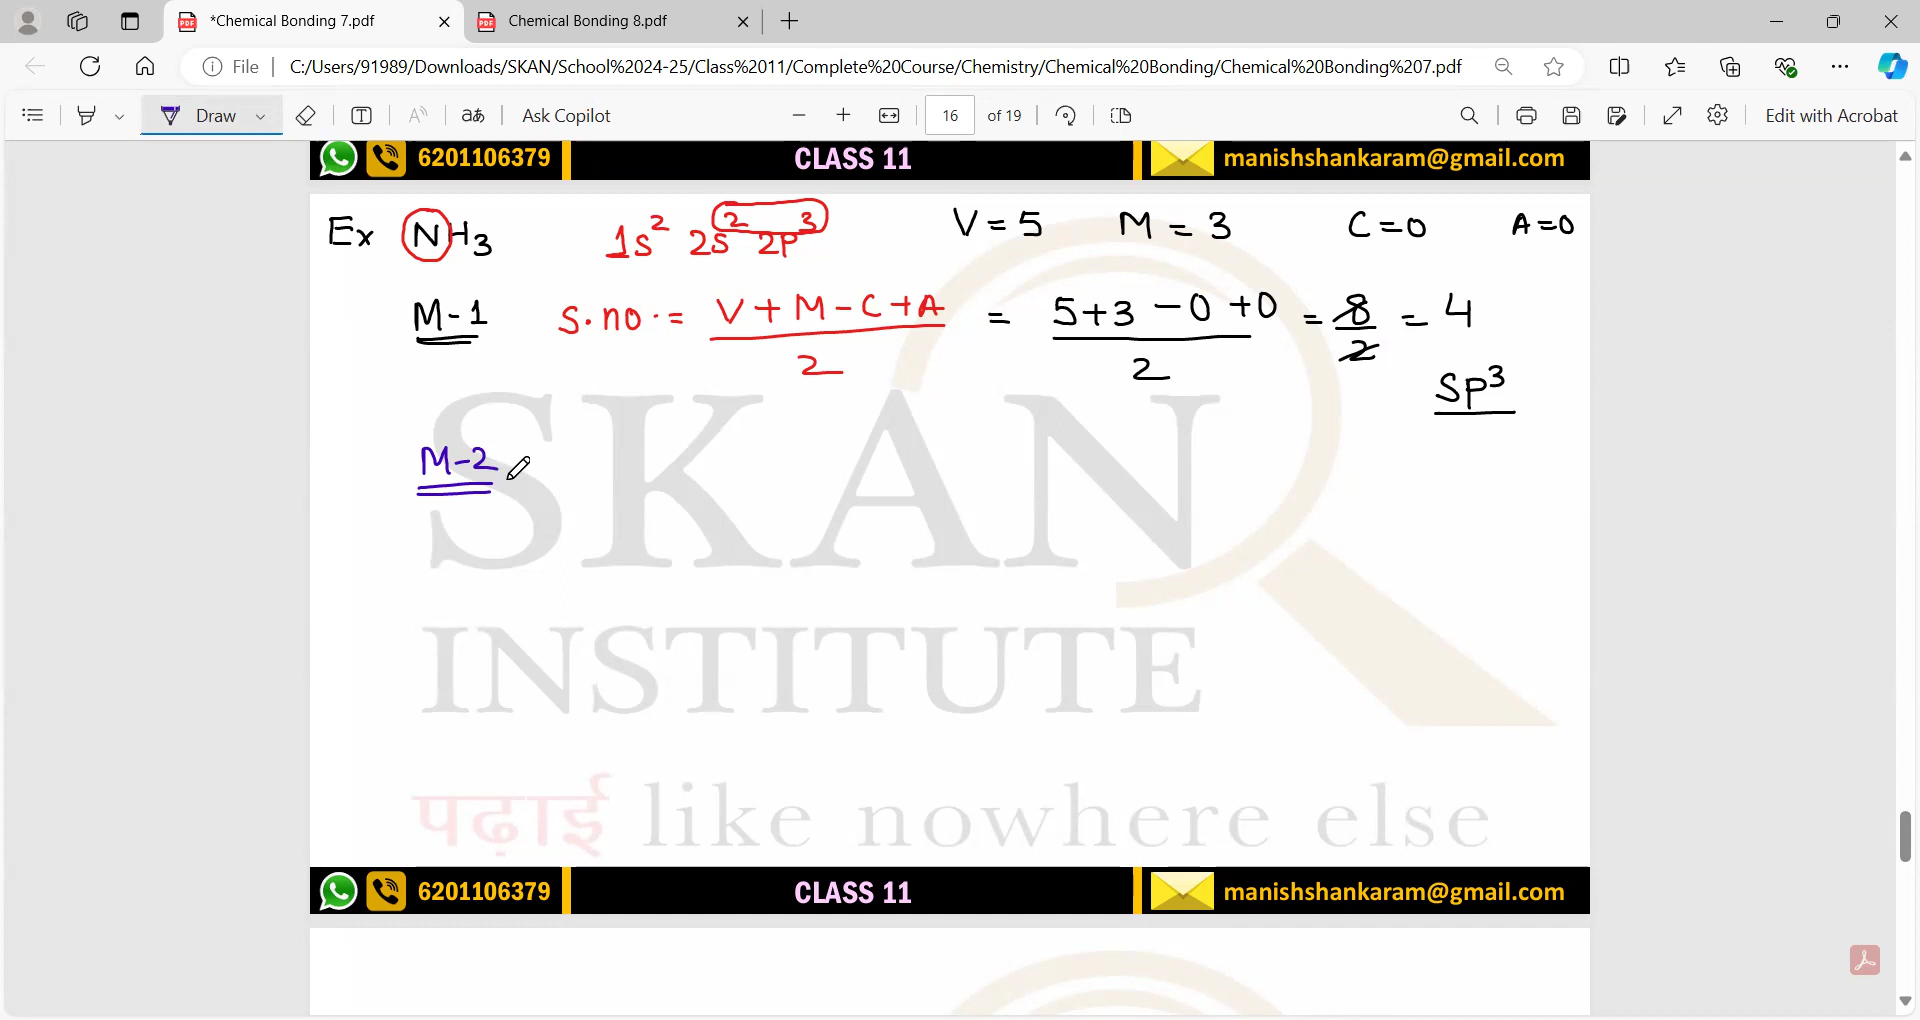 *Chemical Bonding 7.pdf
Chemical Bonding 8.pdf
File
C:/Users/91989/Downloads/SKAN/School%2024-25/Class%2011/Complete%20Course/Chemistry/Chemical%20Bonding/Chemical%20Bonding%207.pdf
Draw
aあ
Ask Copilot
16 of 19
Edit with Acrobat
6201106379 CLASS 11 manishshankaram@gmail.com
Ex NH₃ 1s² 2s² 2p³ V = 5 M = 3 C = 0 A = 0
M-1 S.no. = (V + M - C + A)/2 = (5+3 - 0 + 0)/2 = 8/2 = 4
SP³
M-2
SKAN
INSTITUTE
पढ़ाई like nowhere else
6201106379 CLASS 11 manishshankaram@gmail.com